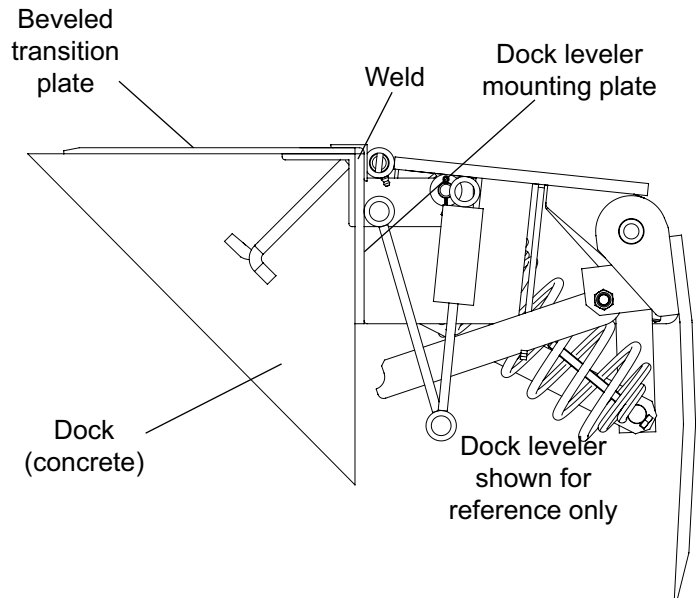 Beveled
transition
plate
Weld
Dock leveler
mounting plate
Dock
(concrete)
Dock leveler
shown for
reference only